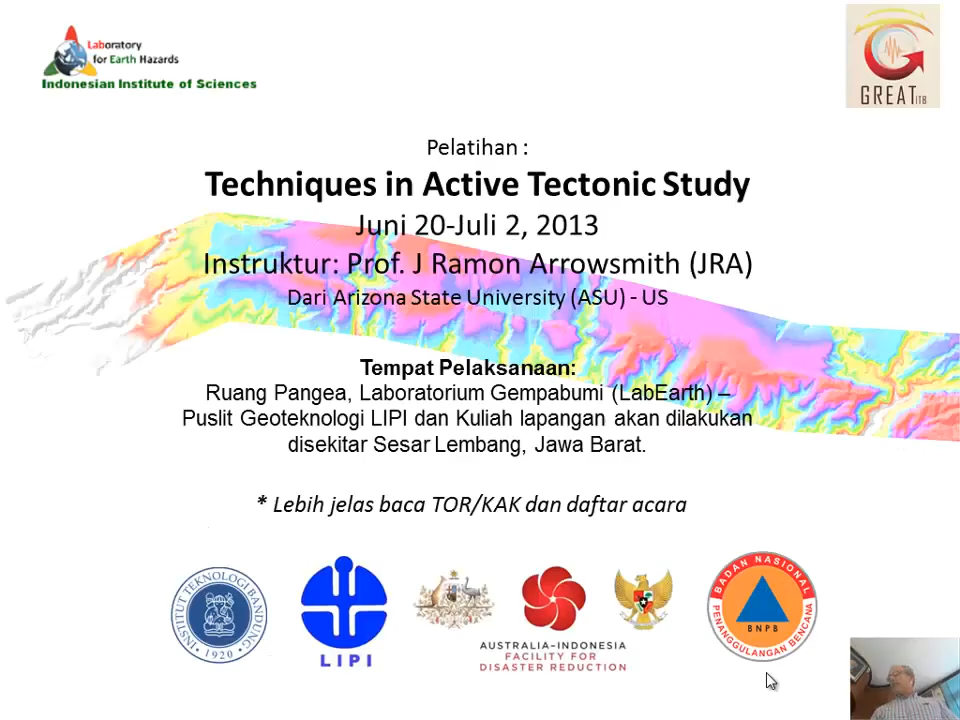 Laboratory
for Earth Hazards
Indonesian Institute of Sciences
GREAT ITB
Pelatihan :
Techniques in Active Tectonic Study
Juni 20-Juli 2, 2013
Instruktur: Prof. J Ramon Arrowsmith (JRA)
Dari Arizona State University (ASU) - US
Tempat Pelaksanaan:
Ruang Pangea, Laboratorium Gempabumi (LabEarth) –
Puslit Geoteknologi LIPI dan Kuliah lapangan akan dilakukan
disekitar Sesar Lembang, Jawa Barat.
* Lebih jelas baca TOR/KAK dan daftar acara
INSTITUT TEKNOLOGI BANDUNG
1920
LIPI
AUSTRALIA–INDONESIA
FACILITY FOR
DISASTER REDUCTION
BADAN NASIONAL
BNPB
PENANGGULANGAN BENCANA